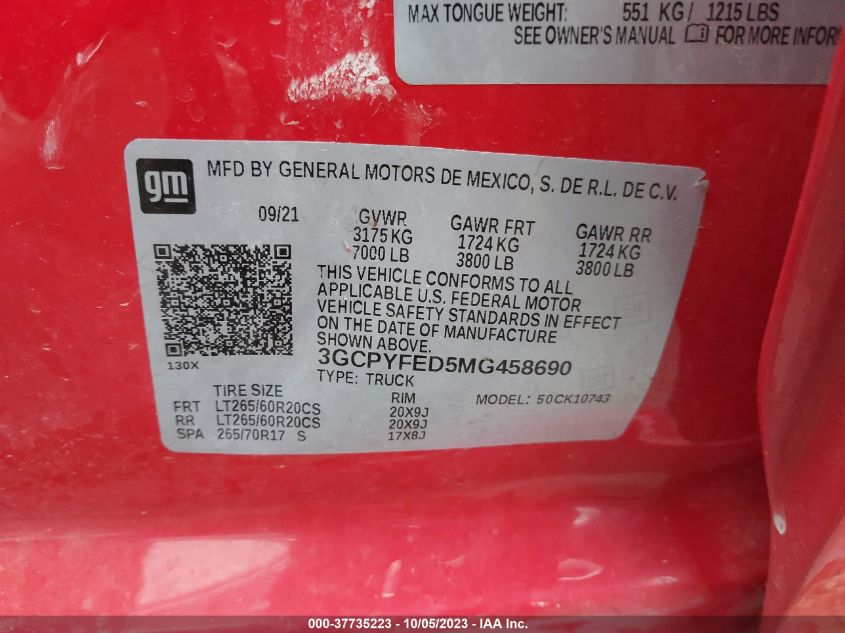 MAX TONGUE WEIGHT: 551 KG/ 1215 LBS
SEE OWNER'S MANUAL FOR MORE INFOR
gm
MFD BY GENERAL MOTORS DE MEXICO, S. DE R.L. DE C.V.
09/21 GVWR GAWR FRT GAWR RR
3175 KG 1724 KG 1724 KG
7000 LB 3800 LB 3800 LB
THIS VEHICLE CONFORMS TO ALL
APPLICABLE U.S. FEDERAL MOTOR
VEHICLE SAFETY STANDARDS IN EFFECT
ON THE DATE OF MANUFACTURE
SHOWN ABOVE.
130X
3GCPYFED5MG458690
TYPE: TRUCK
TIRE SIZE RIM 50CK10743
FRT LT265/60R20CS 20X9J
RR LT265/60R20CS 20X9J
SPA 265/70R17 S 17X8J
000-37735223 - 10/05/2023 - IAA Inc.